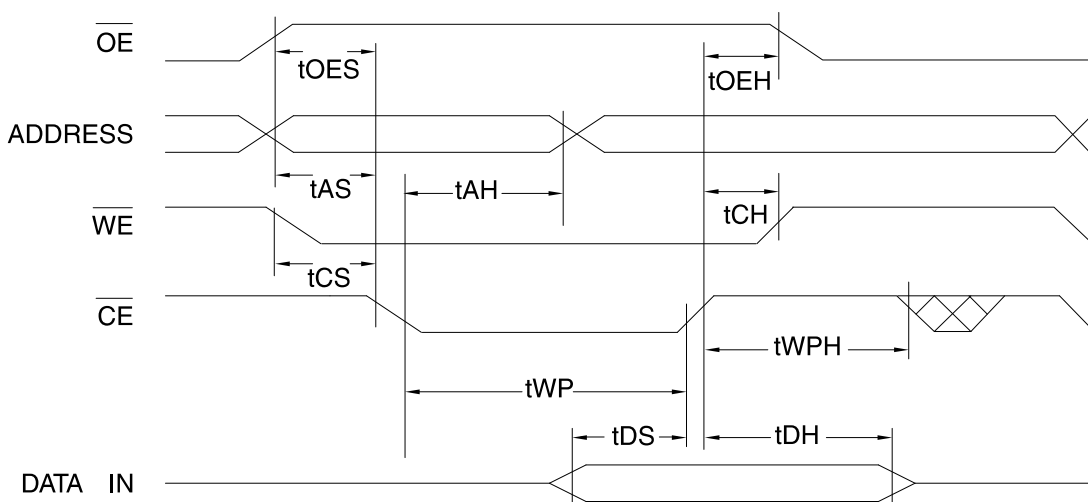 OE
tOES
tOEH
ADDRESS
tAS
tAH
tCH
WE
tCS
CE
tWPH
tWP
tDS
tDH
DATA IN